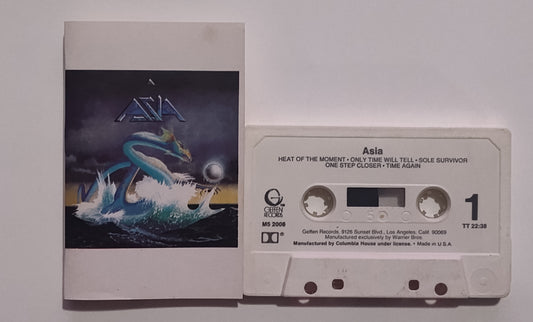 ASIA
Asia
HEAT OF THE MOMENT • ONLY TIME WILL TELL • SOLE SURVIVOR
ONE STEP CLOSER • TIME AGAIN
GEFFEN
RECORDS
MS 2008
1
TT 22:38
Geffen Records, 9126 Sunset Blvd., Los Angeles, Calif. 90069
Manufactured exclusively by Warner Bros.
Manufactured by Columbia House under license. • Made in U.S.A.